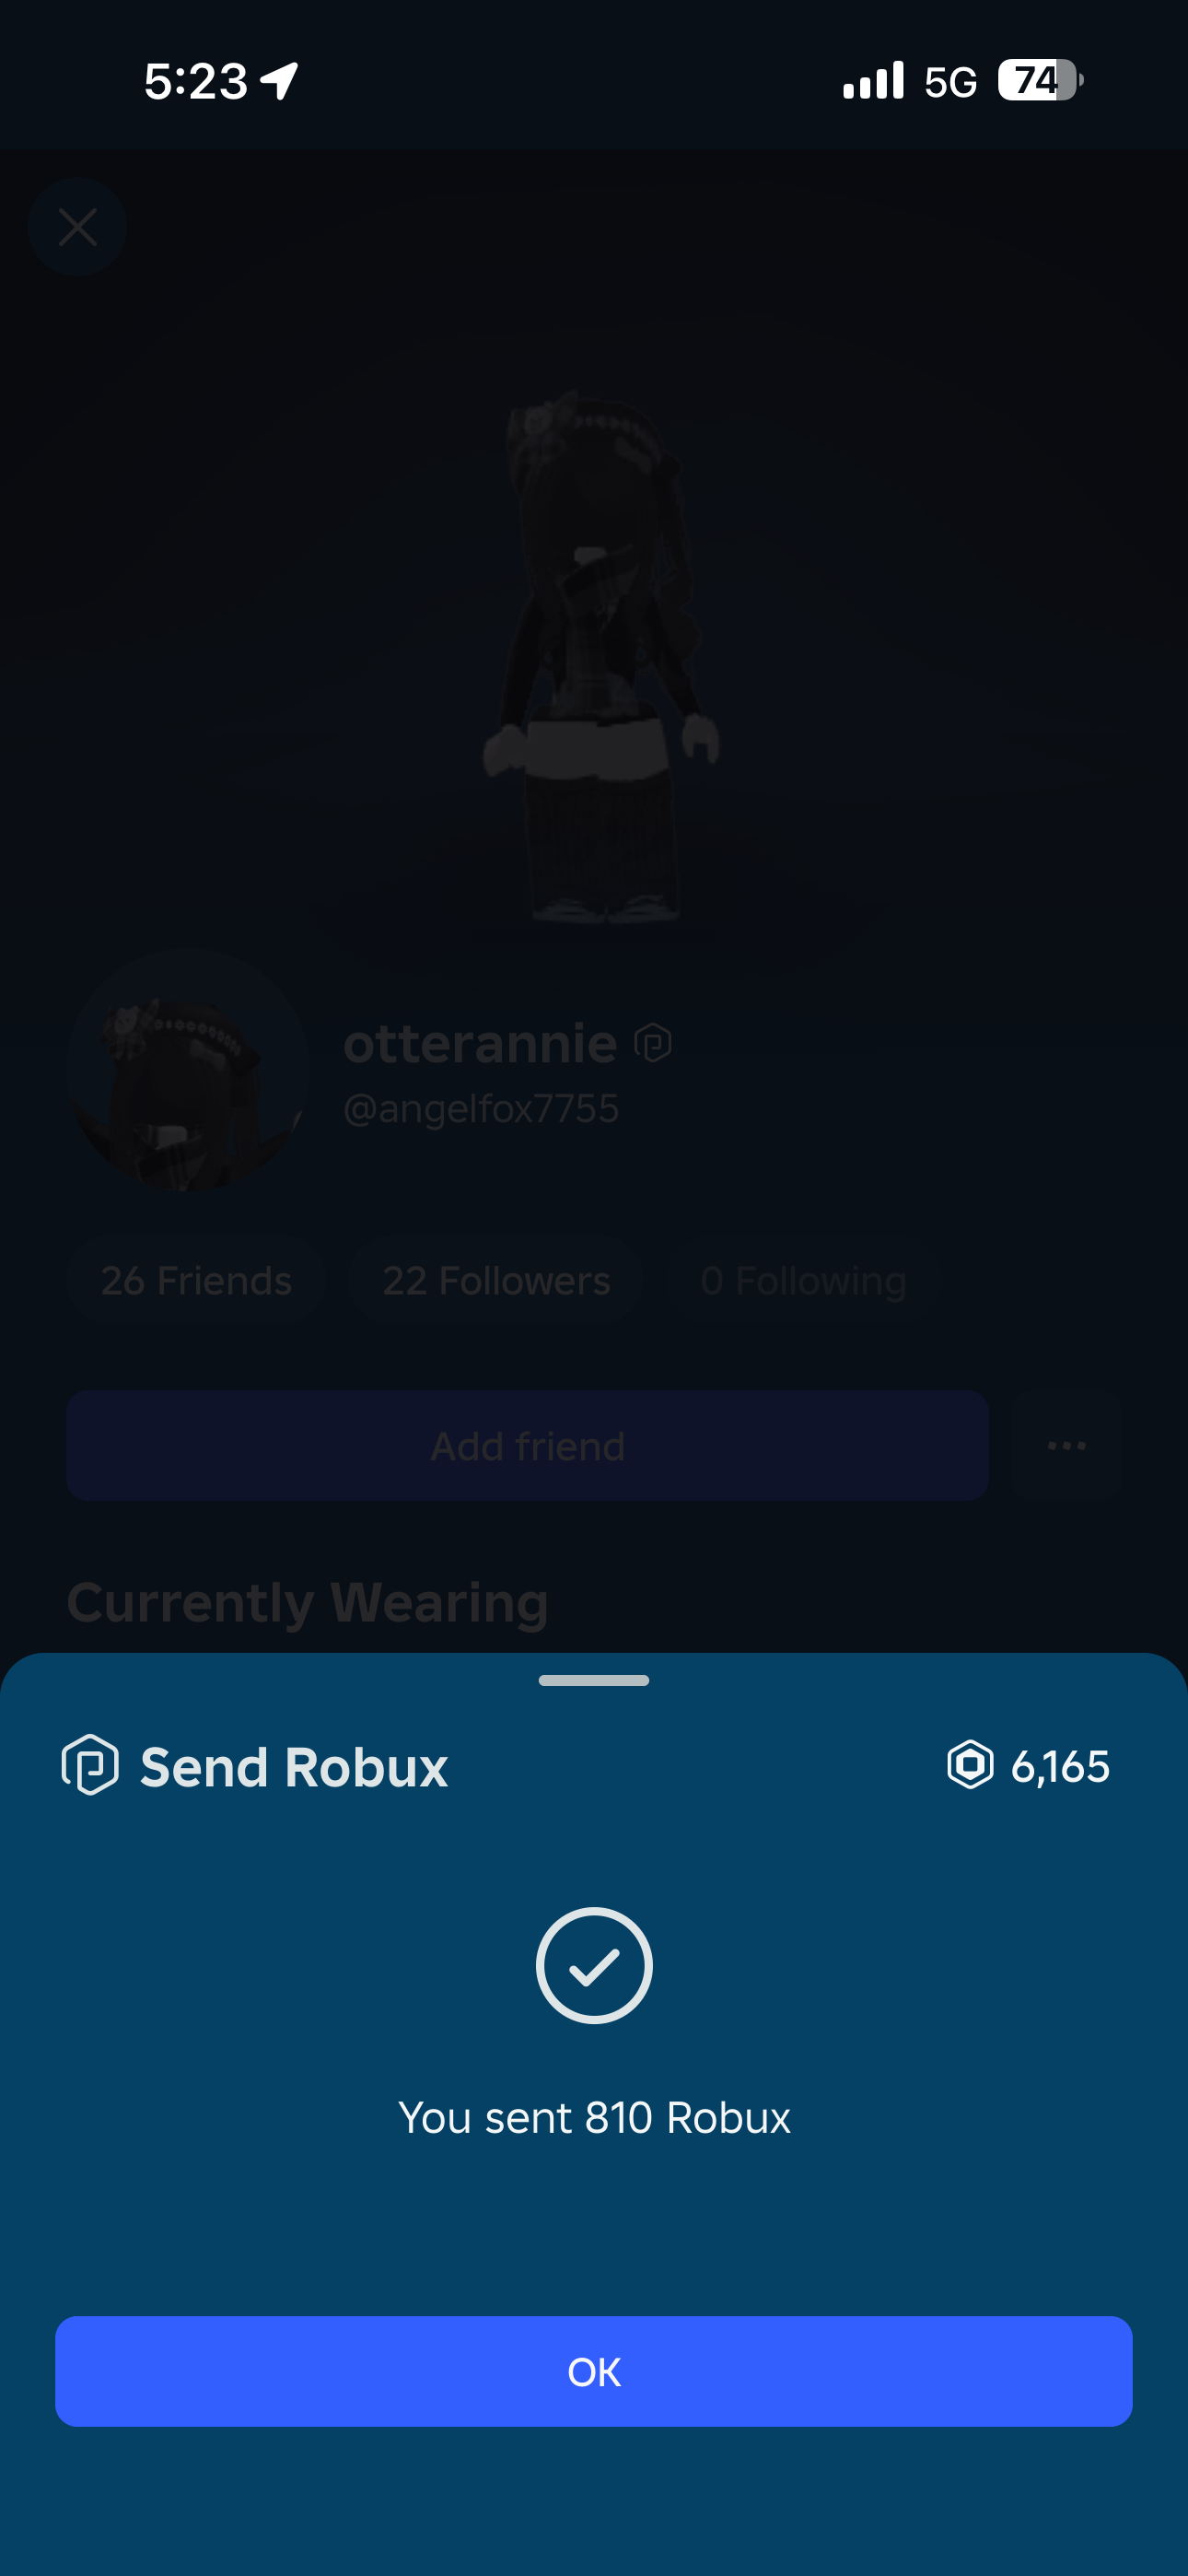 5:23 5G 74
otterannie
@angelfox7755
26 Friends 22 Followers 0 Following
Add friend
Currently Wearing
Send Robux 6,165
You sent 810 Robux
OK